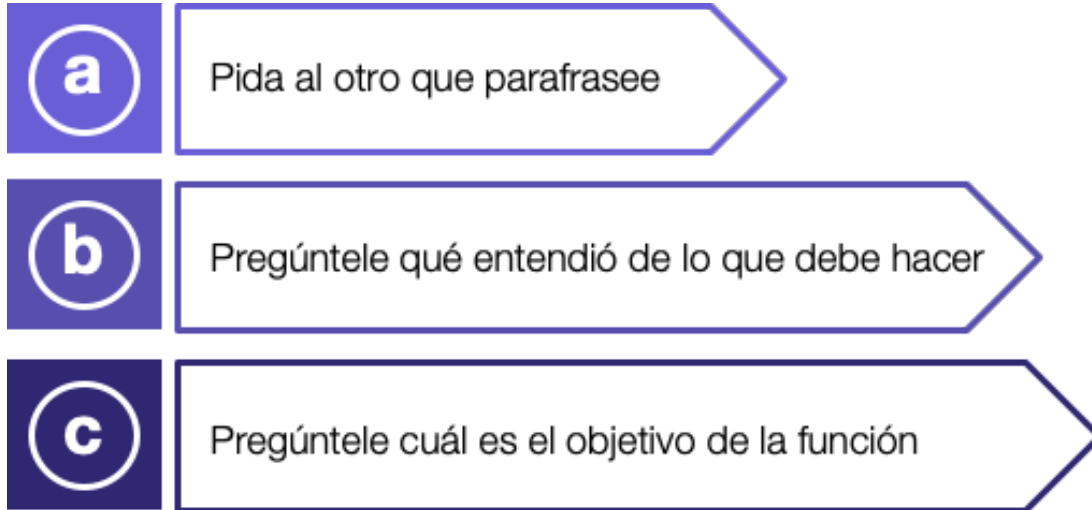 a
Pida al otro que parafrasee
b
Pregúntele qué entendió de lo que debe hacer
c
Pregúntele cuál es el objetivo de la función